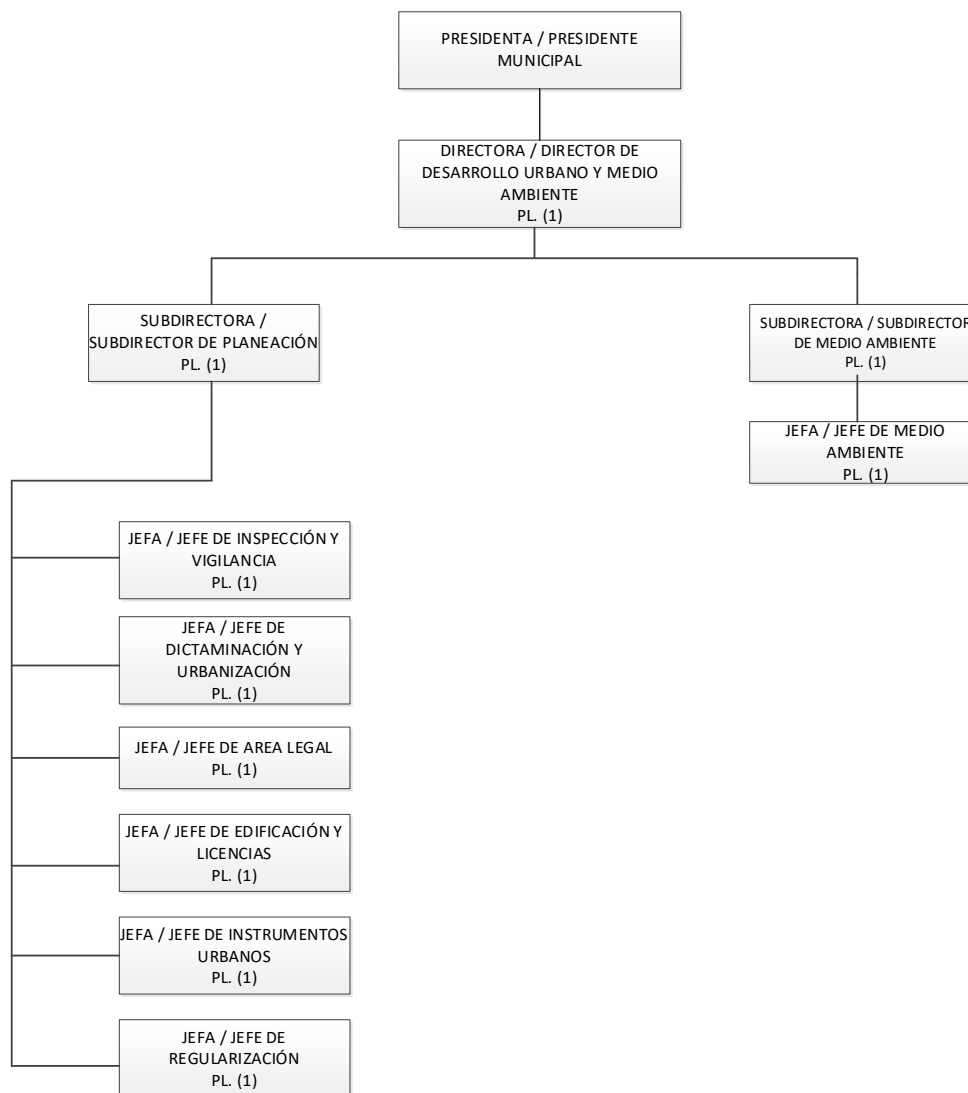 PRESIDENTA / PRESIDENTE
MUNICIPAL
DIRECTORA / DIRECTOR DE
DESARROLLO URBANO Y MEDIO
AMBIENTE
PL. (1)
SUBDIRECTORA /
SUBDIRECTOR DE PLANEACIÓN
PL. (1)
SUBDIRECTORA / SUBDIRECTOR
DE MEDIO AMBIENTE
PL. (1)
JEFA / JEFE DE MEDIO
AMBIENTE
PL. (1)
JEFA / JEFE DE INSPECCIÓN Y
VIGILANCIA
PL. (1)
JEFA / JEFE DE
DICTAMINACIÓN Y
URBANIZACIÓN
PL. (1)
JEFA / JEFE DE AREA LEGAL
PL. (1)
JEFA / JEFE DE EDIFICACIÓN Y
LICENCIAS
PL. (1)
JEFA / JEFE DE INSTRUMENTOS
URBANOS
PL. (1)
JEFA / JEFE DE
REGULARIZACIÓN
PL. (1)